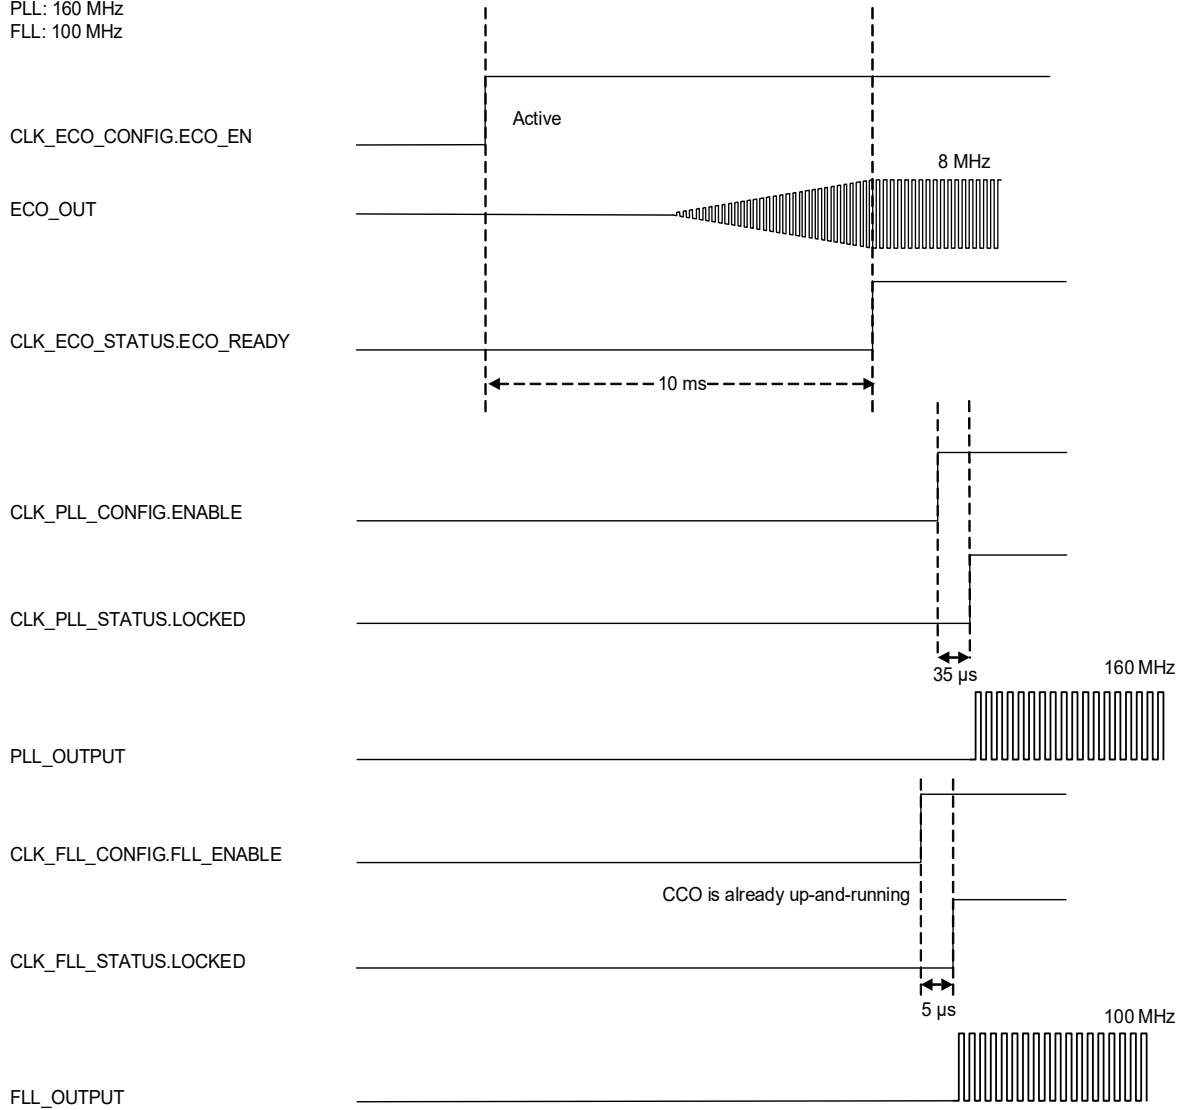 PLL: 160 MHz
FLL: 100 MHz
CLK_ECO_CONFIG.ECO_EN
Active
8 MHz
ECO_OUT
CLK_ECO_STATUS.ECO_READY
10 ms
CLK_PLL_CONFIG.ENABLE
CLK_PLL_STATUS.LOCKED
35 µs
160 MHz
PLL_OUTPUT
CLK_FLL_CONFIG.FLL_ENABLE
CCO is already up-and-running
CLK_FLL_STATUS.LOCKED
5 µs
100 MHz
FLL_OUTPUT